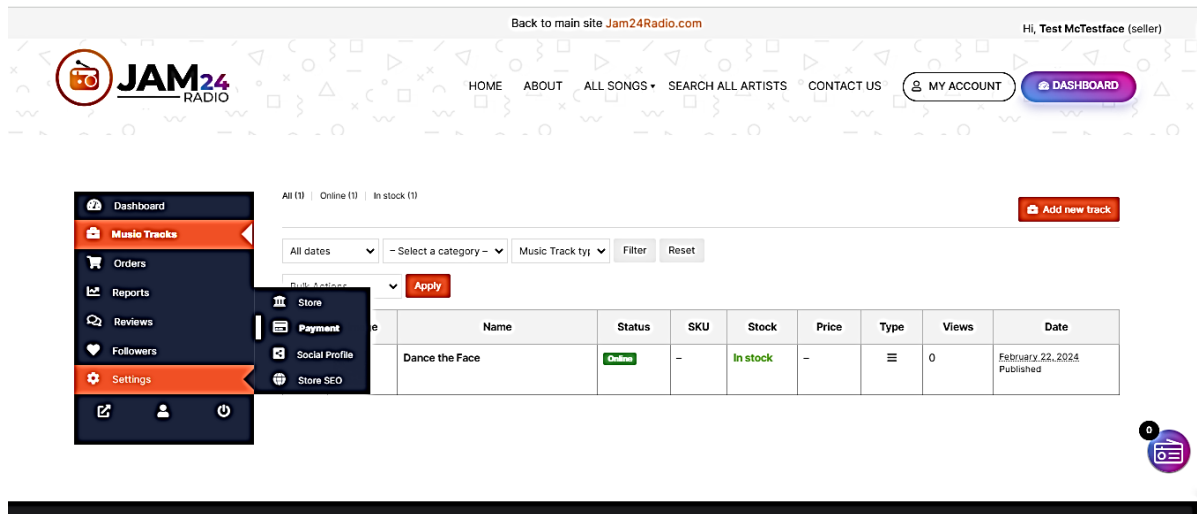 Back to main site Jam24Radio.com
Hi, Test McTestface (seller)
JAM24
RADIO
HOME ABOUT ALL SONGS SEARCH ALL ARTISTS CONTACT US MY ACCOUNT DASHBOARD
All (1) | Online (1) | In stock (1)
Add new track
Dashboard
Music Tracks
Orders
Reports
Reviews
Followers
Settings
Store
Payment
Social Profile
Store SEO
All dates – Select a category – Music Track typ Filter Reset
Bulk Actions Apply
Name Status SKU Stock Price Type Views Date
Dance the Face Online – In stock – 0 February 22, 2024
Published
0